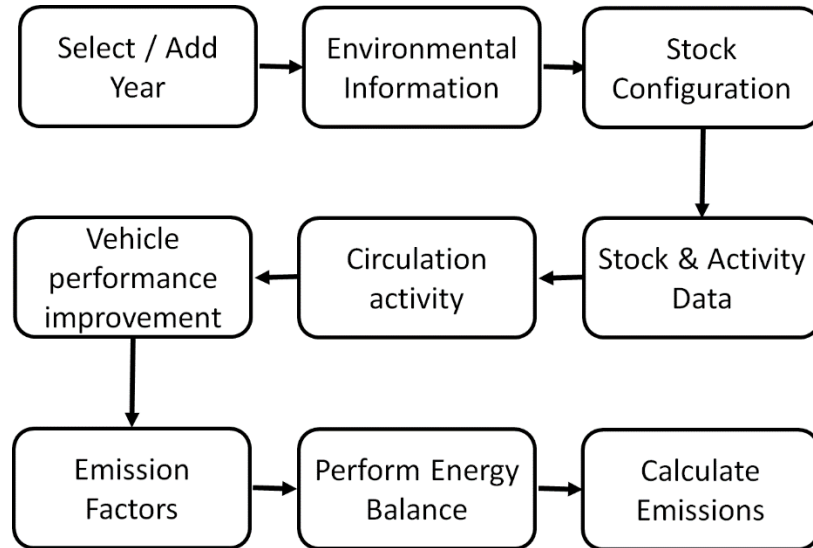 Select / Add
Year
Environmental
Information
Stock
Configuration
Vehicle
performance
improvement
Circulation
activity
Stock & Activity
Data
Emission
Factors
Perform Energy
Balance
Calculate
Emissions